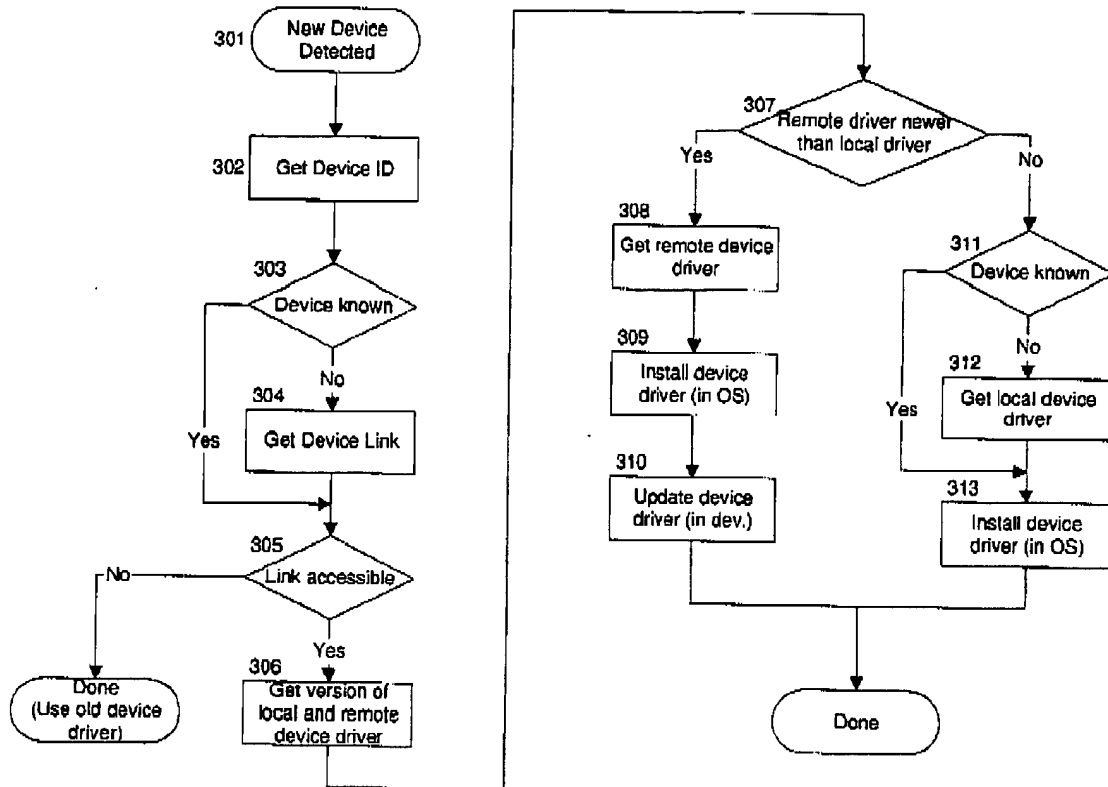 301
New Device
Detected
302
Get Device ID
303
Device known
No
304
Yes
Get Device Link
305
No
Link accessible
Yes
Done
(Use old device
driver)
306
Get version of
local and remote
device driver
307
Remote driver newer
than local driver
Yes
No
308
Get remote device
driver
309
Install device
driver (in OS)
310
Update device
driver (in dev.)
311
Device known
No
312
Yes
Get local device
driver
313
Install device
driver (in OS)
Done